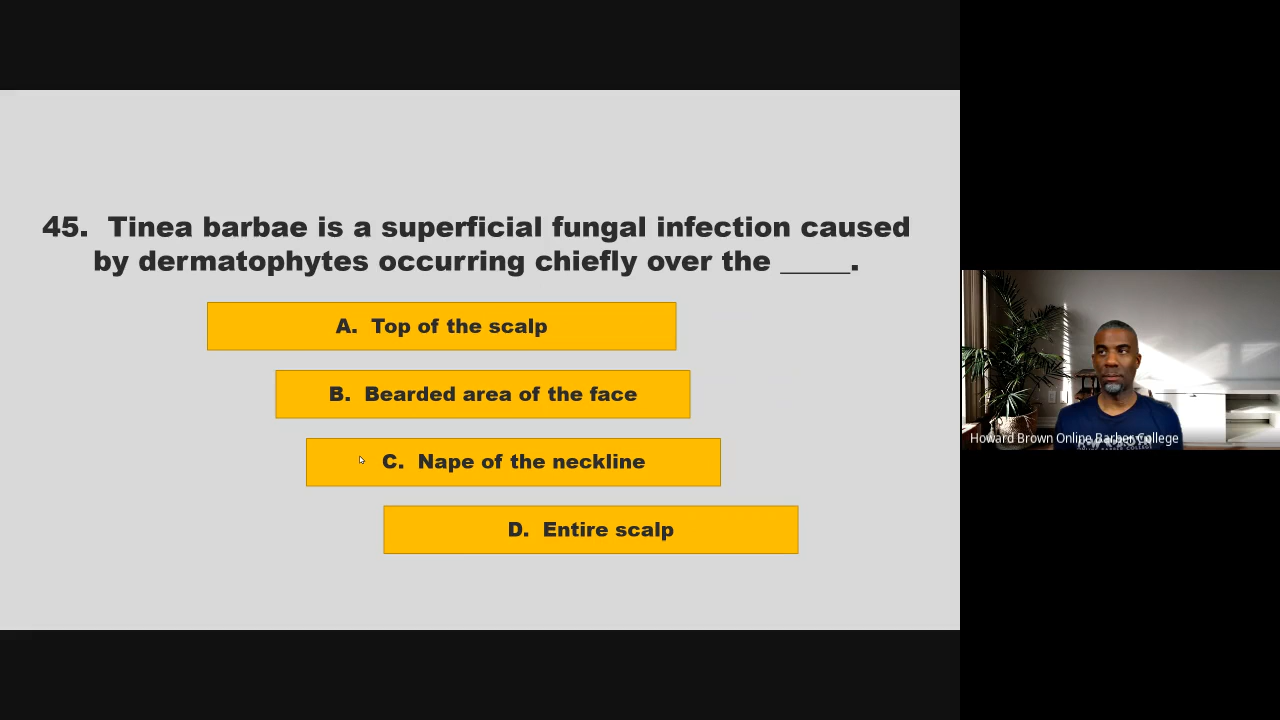 45. Tinea barbae is a superficial fungal infection caused
by dermatophytes occurring chiefly over the _____.
A. Top of the scalp
B. Bearded area of the face
C. Nape of the neckline
D. Entire scalp
Howard Brown Online Barber College